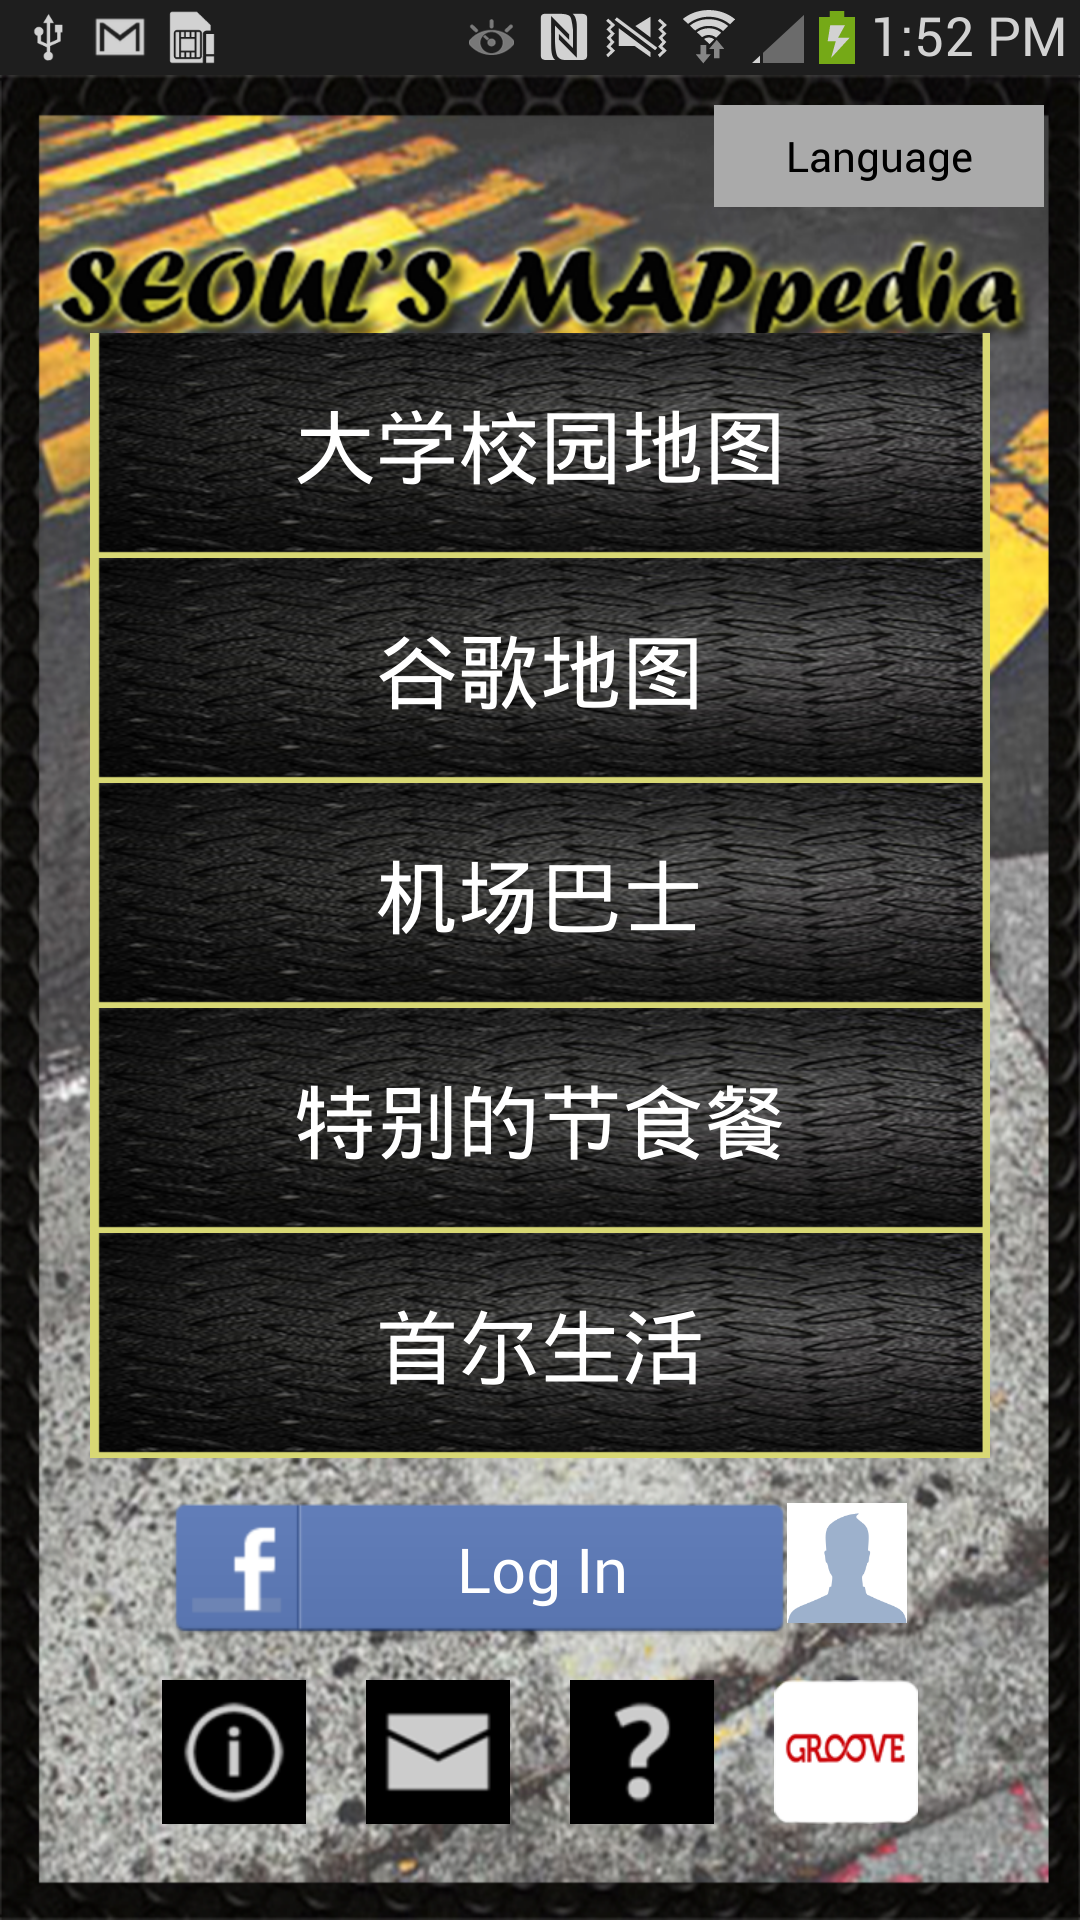 1:52 PM
Language
SEOUL'S MAPpedia
大学校园地图
谷歌地图
机场巴士
特别的节食餐
首尔生活
f Log In
GROOVE